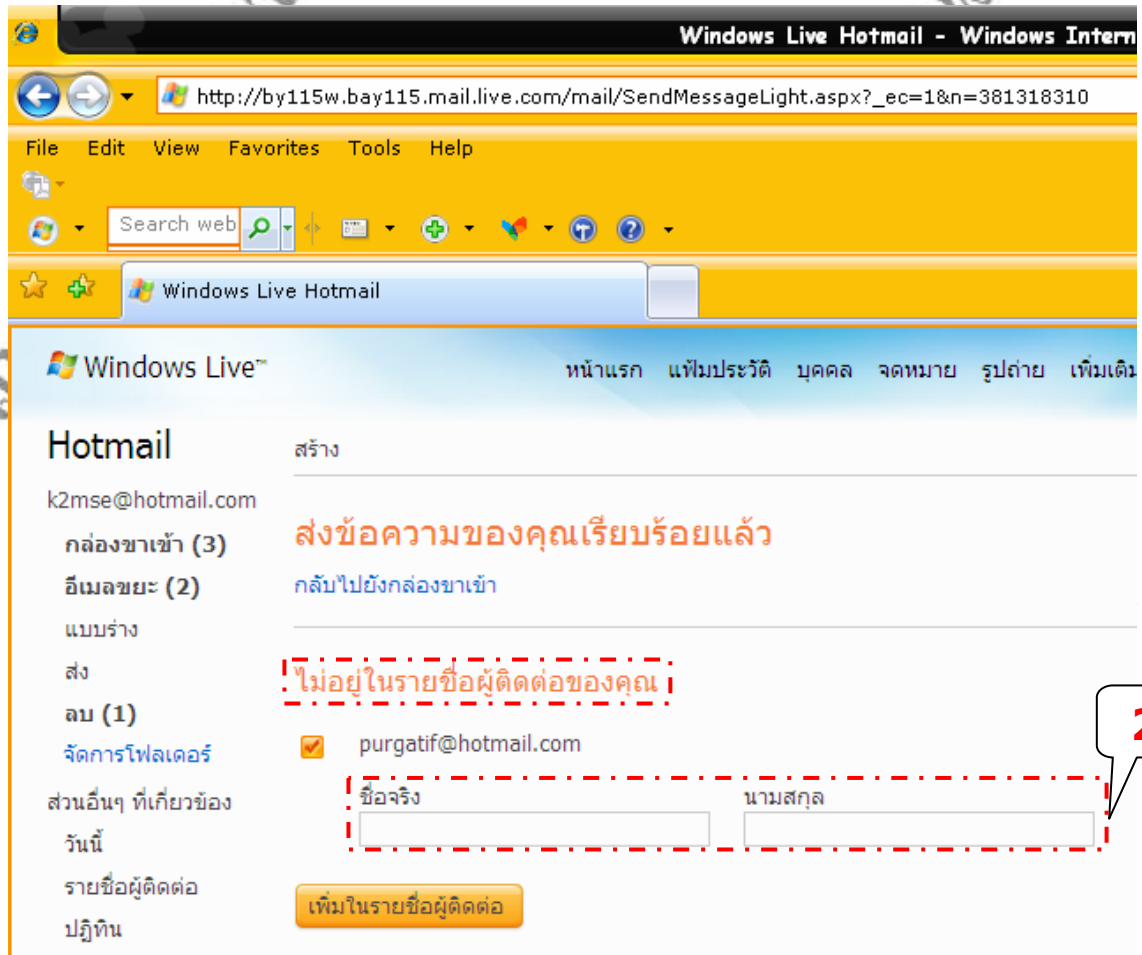 Windows Live Hotmail - Windows Intern
http://by115w.bay115.mail.live.com/mail/SendMessageLight.aspx?_ec=1&n=381318310
File Edit View Favorites Tools Help
Search web
Windows Live Hotmail
Windows Live™
หน้าแรก แฟ้มประวัติ บุคคล จดหมาย รูปถ่าย เพิ่มเติม
Hotmail
สร้าง
k2mse@hotmail.com
กล่องขาเข้า (3)
อีเมลขยะ (2)
แบบร่าง
ส่ง
ลบ (1)
จัดการโฟลเดอร์
ส่วนอื่นๆ ที่เกี่ยวข้อง
วันนี้
รายชื่อผู้ติดต่อ
ปฏิทิน
ส่งข้อความของคุณเรียบร้อยแล้ว
กลับไปยังกล่องขาเข้า
ไม่อยู่ในรายชื่อผู้ติดต่อของคุณ
purgatif@hotmail.com
ชื่อจริง นามสกุล
2
เพิ่มในรายชื่อผู้ติดต่อ